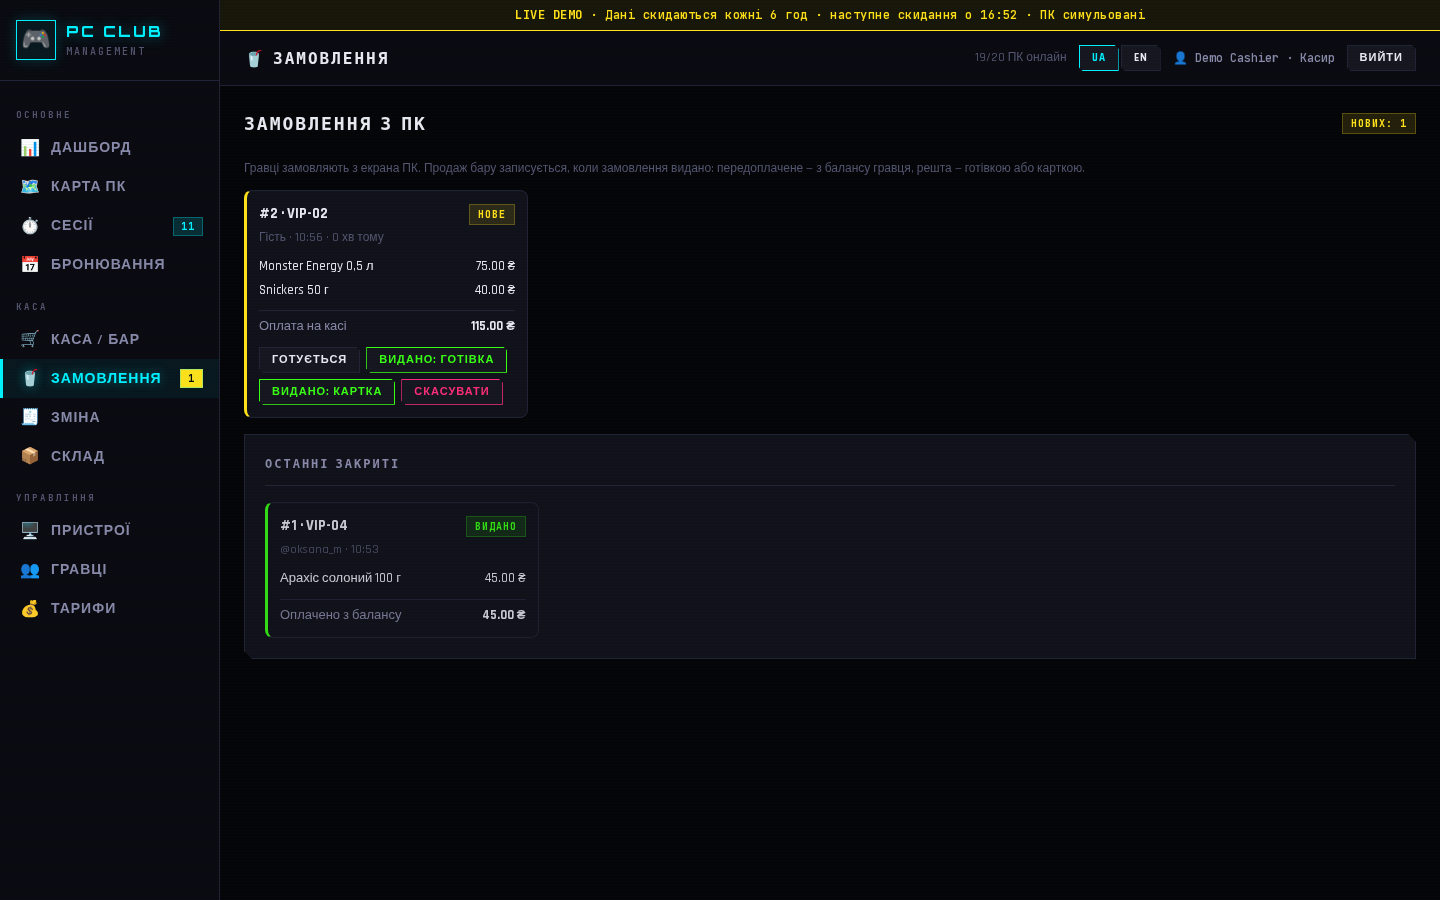 LIVE DEMO · Дані скидаються кожні 6 год · наступне скидання о 16:52 · ПК симульовані
PC CLUB
MANAGEMENT
ОСНОВНЕ
ДАШБОРД
КАРТА ПК
СЕСІЇ 11
БРОНЮВАННЯ
КАСА
КАСА / БАР
ЗАМОВЛЕННЯ 1
ЗМІНА
СКЛАД
УПРАВЛІННЯ
ПРИСТРОЇ
ГРАВЦІ
ТАРИФИ
ЗАМОВЛЕННЯ
19/20 ПК онлайн UA EN Demo Cashier · Касир ВИЙТИ
ЗАМОВЛЕННЯ З ПК
НОВИХ: 1
Гравці замовляють з екрана ПК. Продаж бару записується, коли замовлення видано: передоплачене – з балансу гравця, решта – готівкою або карткою.
#2 · VIP-02 НОВЕ
Гість · 10:56 · 0 хв тому
Monster Energy 0,5 л 75.00 ₴
Snickers 50 г 40.00 ₴
Оплата на касі 115.00 ₴
ГОТУЄТЬСЯ ВИДАНО: ГОТІВКА
ВИДАНО: КАРТКА СКАСУВАТИ
ОСТАННІ ЗАКРИТІ
#1 · VIP-04 ВИДАНО
@oksana_m · 10:53
Арахіс солоний 100 г 45.00 ₴
Оплачено з балансу 45.00 ₴